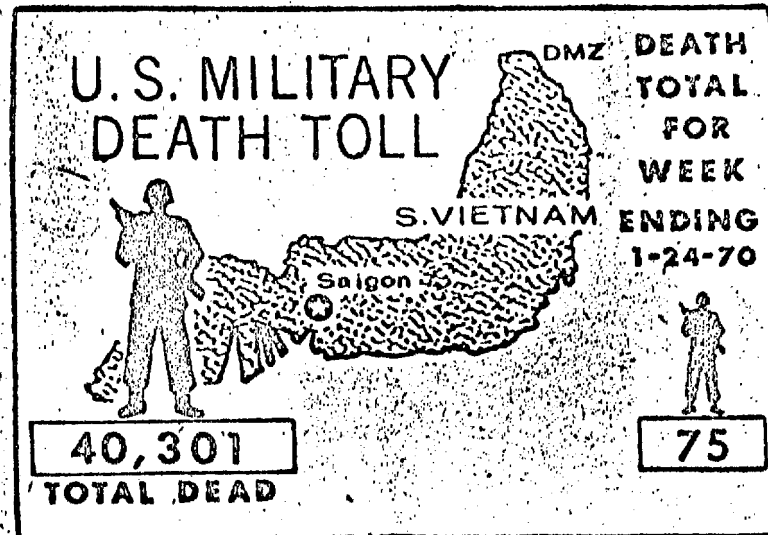 U.S. MILITARY
DEATH TOLL
DMZ
S.VIETNAM
Saigon
40,301
TOTAL DEAD
DEATH
TOTAL
FOR
WEEK
ENDING
1-24-70
75